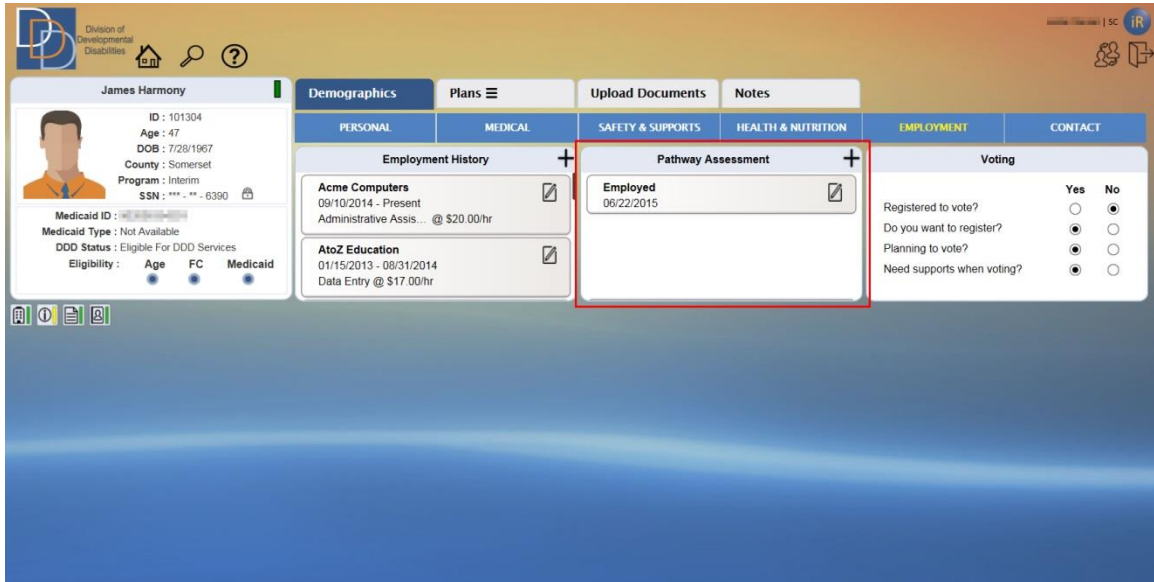 Division of
Developmental
Disabilities
| SC
iR
James Harmony
ID : 101304
Age : 47
DOB : 7/28/1967
County : Somerset
Program : Interim
SSN : *** - ** - 6390
Medicaid ID :
Medicaid Type : Not Available
DDD Status : Eligible For DDD Services
Eligibility : Age FC Medicaid
Demographics Plans ☰ Upload Documents Notes
PERSONAL MEDICAL SAFETY & SUPPORTS HEALTH & NUTRITION EMPLOYMENT CONTACT
Employment History +
Acme Computers
09/10/2014 - Present
Administrative Assis... @ $20.00/hr
AtoZ Education
01/15/2013 - 08/31/2014
Data Entry @ $17.00/hr
Pathway Assessment +
Employed
06/22/2015
Voting
Yes No
Registered to vote?
Do you want to register?
Planning to vote?
Need supports when voting?